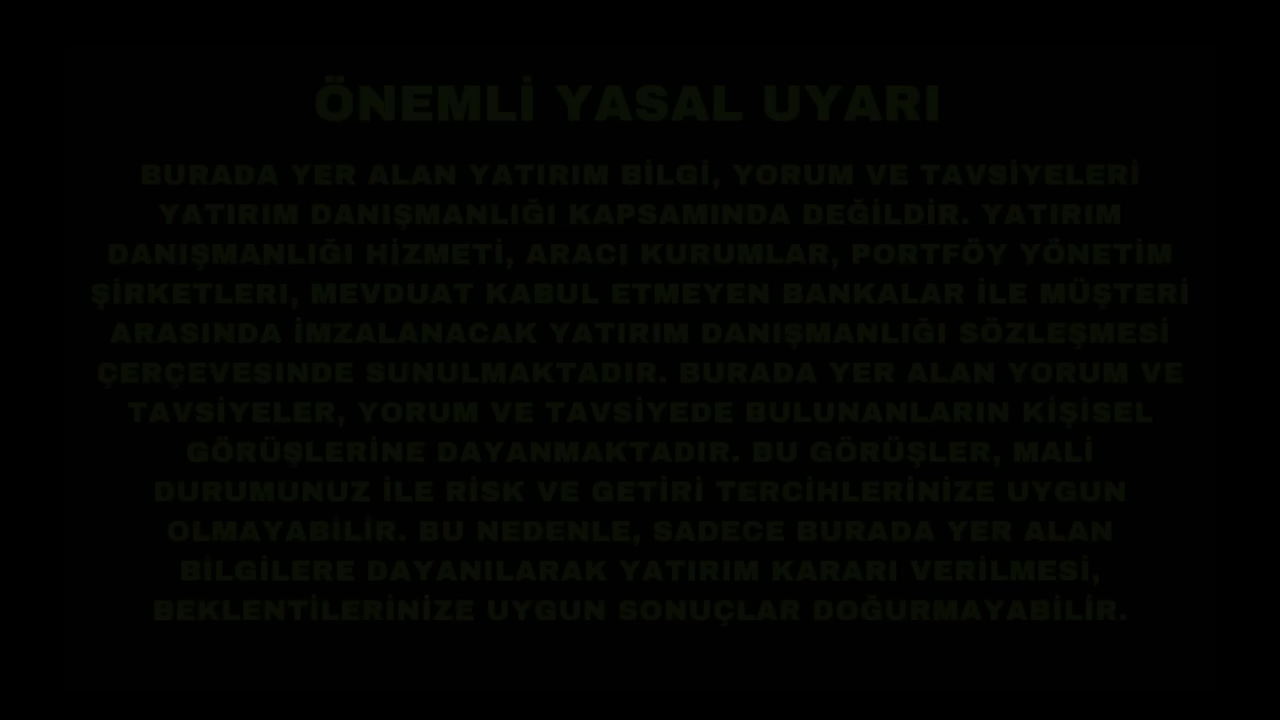 ÖNEMLİ YASAL UYARI
BURADA YER ALAN YATIRIM BİLGİ, YORUM VE TAVSİYELERİ
YATIRIM DANIŞMANLIĞI KAPSAMINDA DEĞİLDİR. YATIRIM
DANIŞMANLIĞI HİZMETİ, ARACI KURUMLAR, PORTFÖY YÖNETİM
ŞİRKETLERI, MEVDUAT KABUL ETMEYEN BANKALAR İLE MÜŞTERİ
ARASINDA İMZALANACAK YATIRIM DANIŞMANLIĞI SÖZLEŞMESİ
ÇERÇEVESINDE SUNULMAKTADIR. BURADA YER ALAN YORUM VE
TAVSİYELER, YORUM VE TAVSİYEDE BULUNANLARIN KİŞİSEL
GÖRÜŞLERİNE DAYANMAKTADIR. BU GÖRÜŞLER, MALİ
DURUMUNUZ İLE RİSK VE GETİRİ TERCİHLERİNİZE UYGUN
OLMAYABİLİR. BU NEDENLE, SADECE BURADA YER ALAN
BİLGİLERE DAYANILARAK YATIRIM KARARI VERİLMESİ,
BEKLENTİLERİNİZE UYGUN SONUÇLAR DOĞURMAYABİLİR.